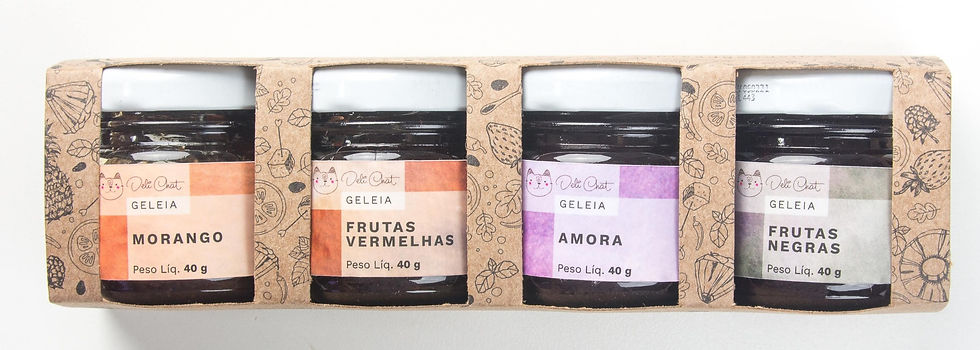 Deli Chat
GELEIA
MORANGO
Peso Líq. 40 g
Deli Chat
GELEIA
FRUTAS
VERMELHAS
Peso Líq. 40 g
Deli Chat
GELEIA
AMORA
Peso Líq. 40 g
Deli Chat
GELEIA
FRUTAS
NEGRAS
Peso Líq. 40 g